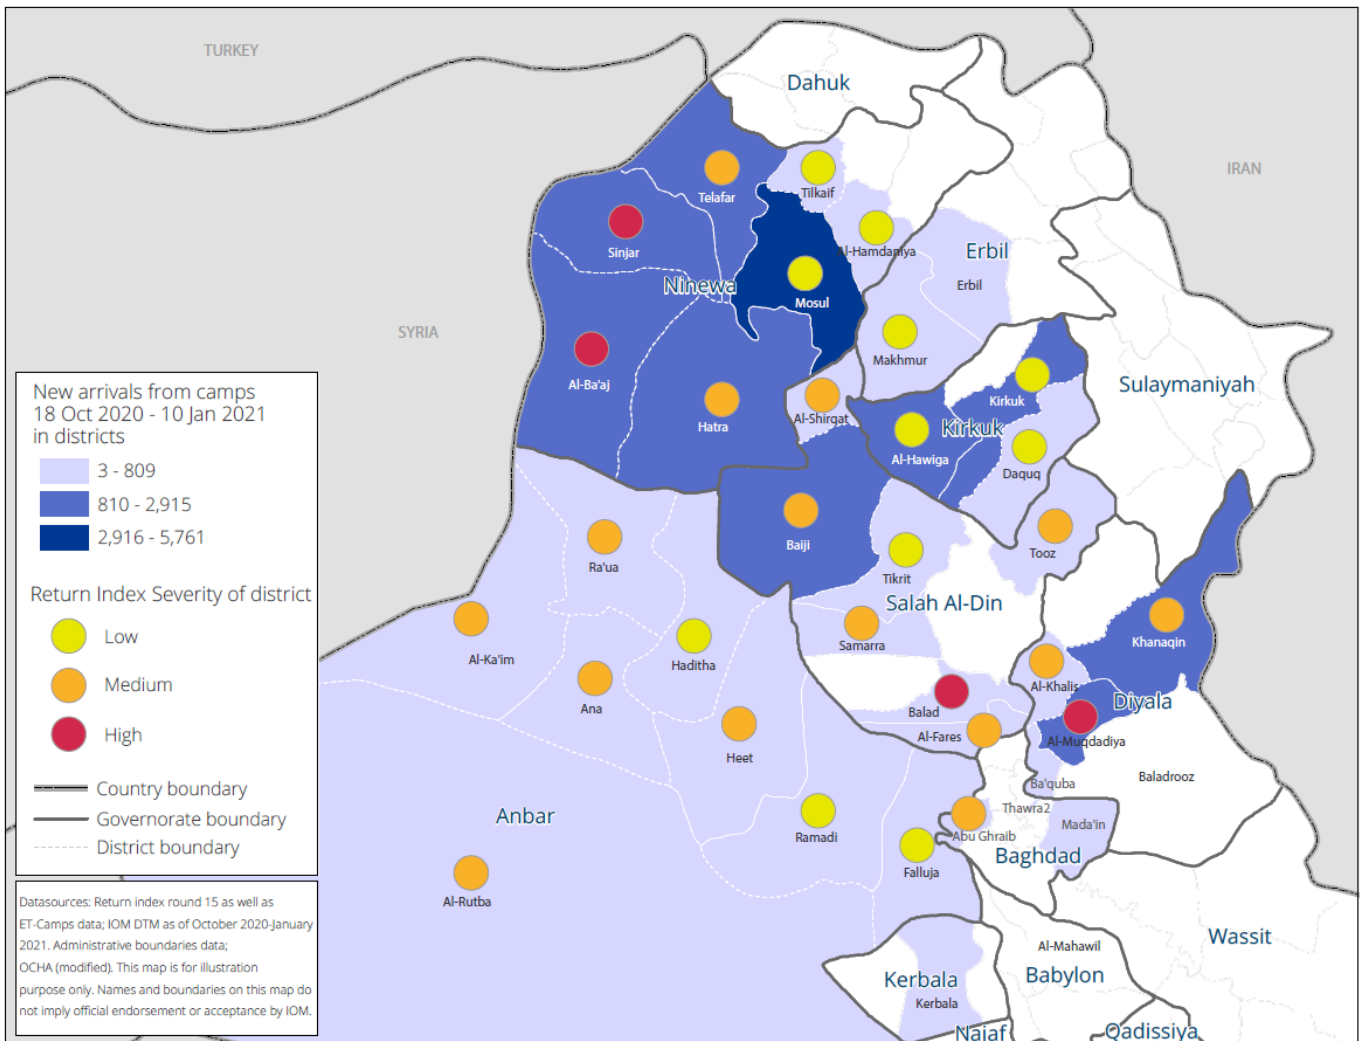 TURKEY
Dahuk
IRAN
Telafar
Tilkaif
Sinjar
Al-Hamdaniya
Erbil
Erbil
Ninewa
Mosul
SYRIA
Makhmur
Al-Ba'aj
Sulaymaniyah
Kirkuk
Hatra
Al-Shirqat
Kirkuk
Al-Hawiga
Daquq
Baiji
Tooz
Ra'ua
Tikrit
Salah Al-Din
Samarra
Khanaqin
Al-Ka'im
Haditha
Al-Khalis
Ana
Balad
Diyala
Al-Fares
Al-Muqdadiya
Heet
Baladrooz
Ba'quba
Thawra2
Anbar
Mada'in
Ramadi
Abu Ghraib
Baghdad
Falluja
Al-Rutba
Wassit
Al-Mahawil
Kerbala
Babylon
Kerbala
Najaf
Qadissiya
New arrivals from camps
18 Oct 2020 - 10 Jan 2021
in districts
3 - 809
810 - 2,915
2,916 - 5,761
Return Index Severity of district
Low
Medium
High
Country boundary
Governorate boundary
District boundary
Datasources: Return index round 15 as well as
ET-Camps data; IOM DTM as of October 2020-January
2021. Administrative boundaries data;
OCHA (modified). This map is for illustration
purpose only. Names and boundaries on this map do
not imply official endorsement or acceptance by IOM.